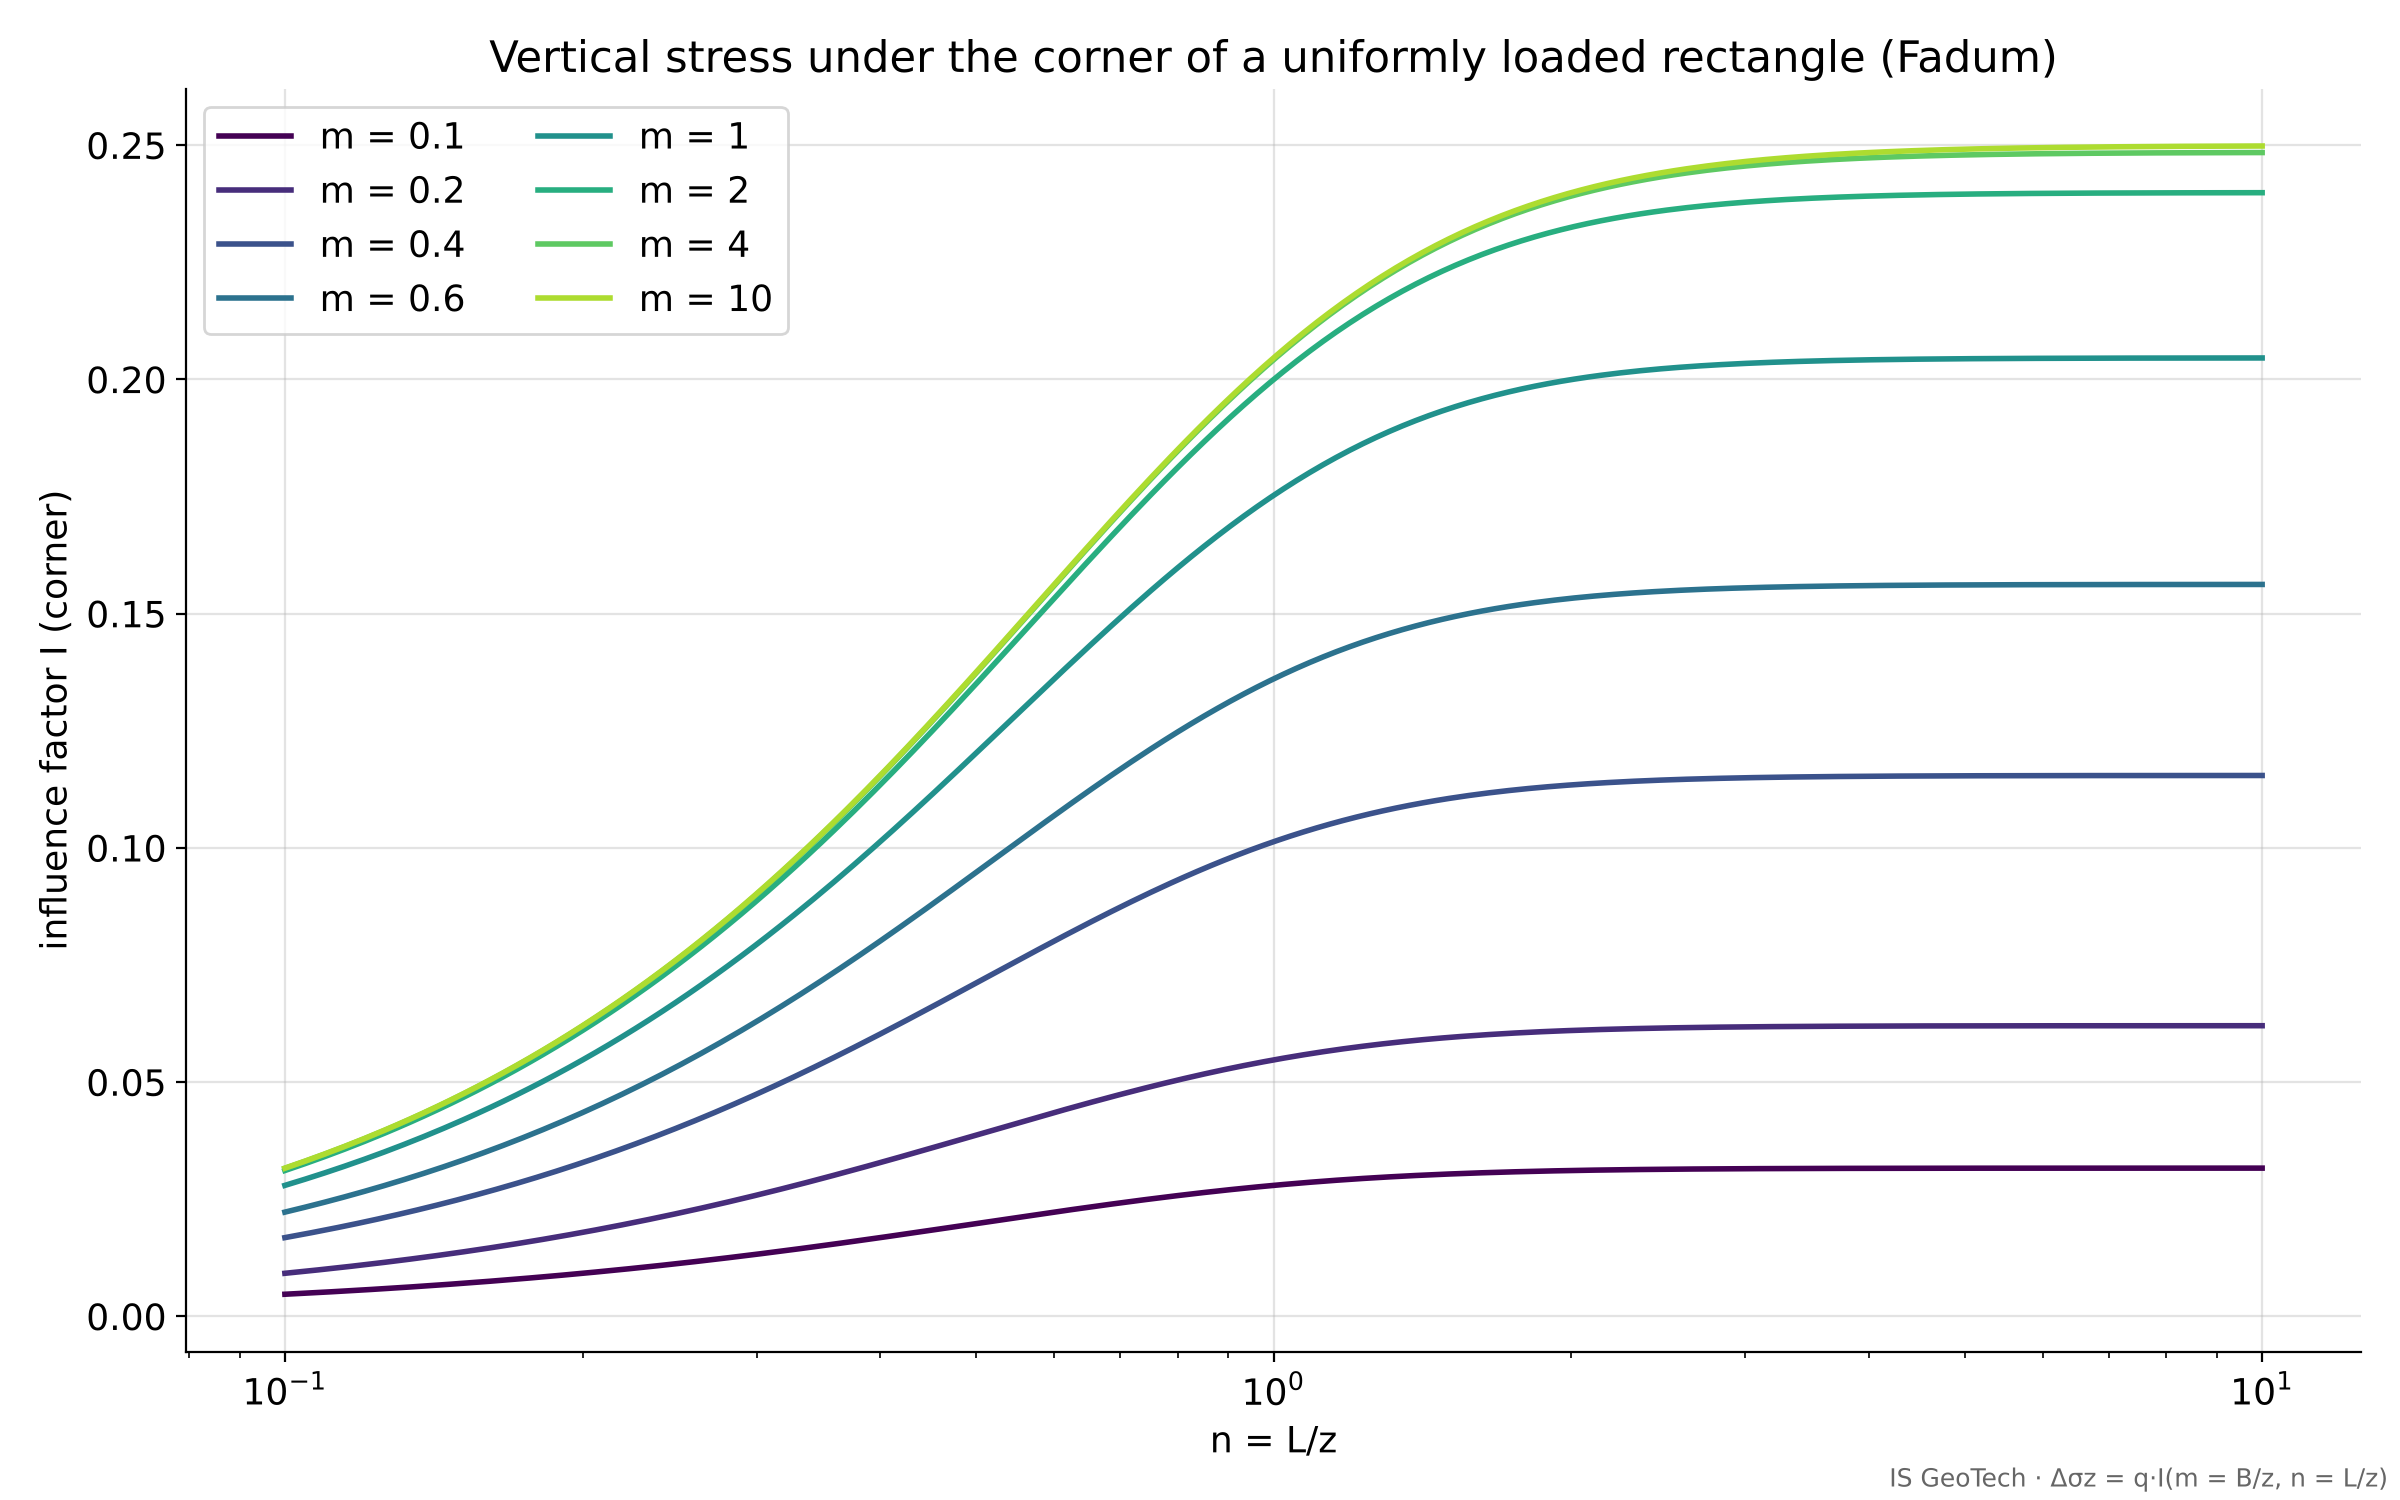 Vertical stress under the corner of a uniformly loaded rectangle (Fadum)
m = 0.1
m = 0.2
m = 0.4
m = 0.6
m = 1
m = 2
m = 4
m = 10
influence factor I (corner)
0.25
0.20
0.15
0.10
0.05
0.00
10⁻¹
10⁰
10¹
n = L/z
IS GeoTech · Δσz = q·I(m = B/z, n = L/z)